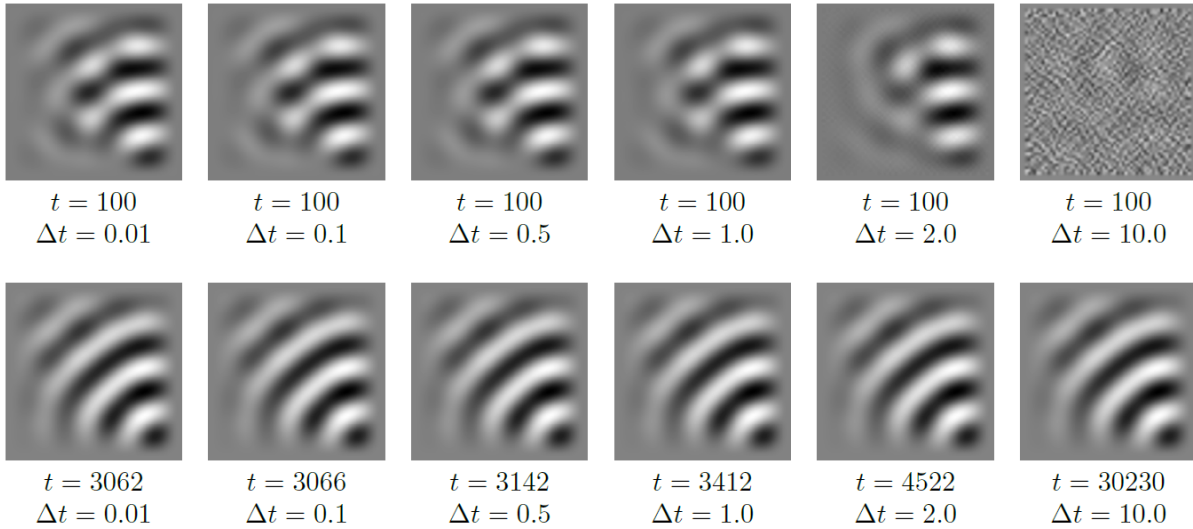 t = 100 t = 100 t = 100 t = 100 t = 100 t = 100
Δt = 0.01 Δt = 0.1 Δt = 0.5 Δt = 1.0 Δt = 2.0 Δt = 10.0
t = 3062 t = 3066 t = 3142 t = 3412 t = 4522 t = 30230
Δt = 0.01 Δt = 0.1 Δt = 0.5 Δt = 1.0 Δt = 2.0 Δt = 10.0